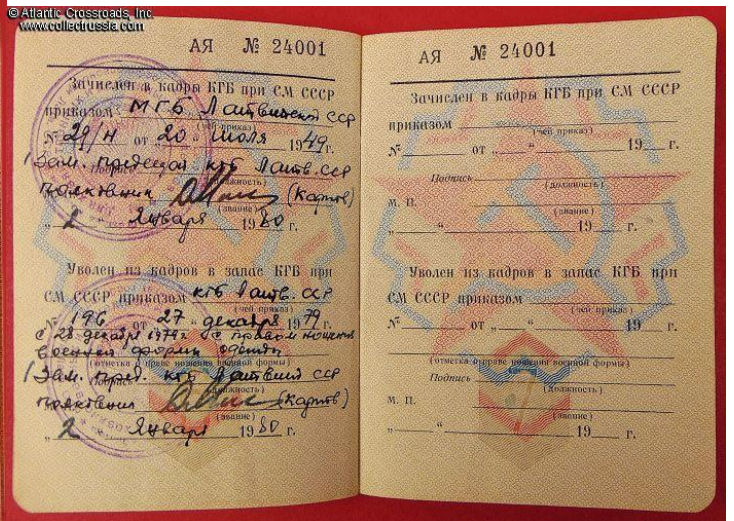 © Atlantic Crossroads, Inc.
www.collectrussia.com
АЯ № 24001
Зачислен в кадры КГБ при СМ СССР
приказом МГБ Латвийской ССР
(чей приказ)
№ 29/н от „20“ июля 1949 г.
Зам. председ КГБ Латв. ССР
Подпись (должность)
полковник (Карпов)
(звание)
„2“ Января 1980 г.
Уволен из кадров в запас КГБ при
СМ СССР приказом КГБ Латв. ССР
(чей приказ)
№ 196 от „27“ декабря 1979 г.
с 28 декабря 1979 г. с правом ношения
военной формы одежды
(отметка о праве ношения военной формы)
Зам. пред. КГБ Латвий ССР
Подпись (должность)
полковник (Карпов)
(звание)
„2“ Января 1980 г.
АЯ № 24001
Зачислен в кадры КГБ при СМ СССР
приказом
(чей приказ)
№ от „ “ 19 г.
Подпись
(должность)
М. П.
(звание)
„ “ 19 г.
Уволен из кадров в запас КГБ при
СМ СССР приказом
(чей приказ)
№ от „ “ 19 г.
(отметка о праве ношения военной формы)
Подпись
(должность)
М. П.
(звание)
„ “ 19 г.